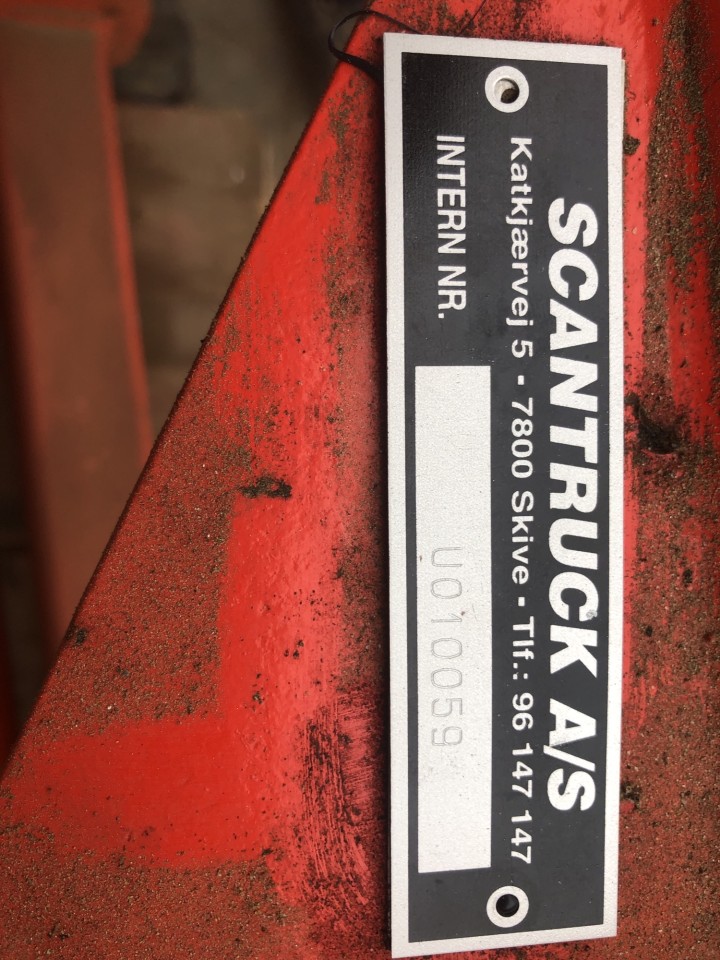 SCANTRUCK A/S
Katkjærvej 5 - 7800 Skive - Tlf.: 96 147 147
INTERN NR. U010059